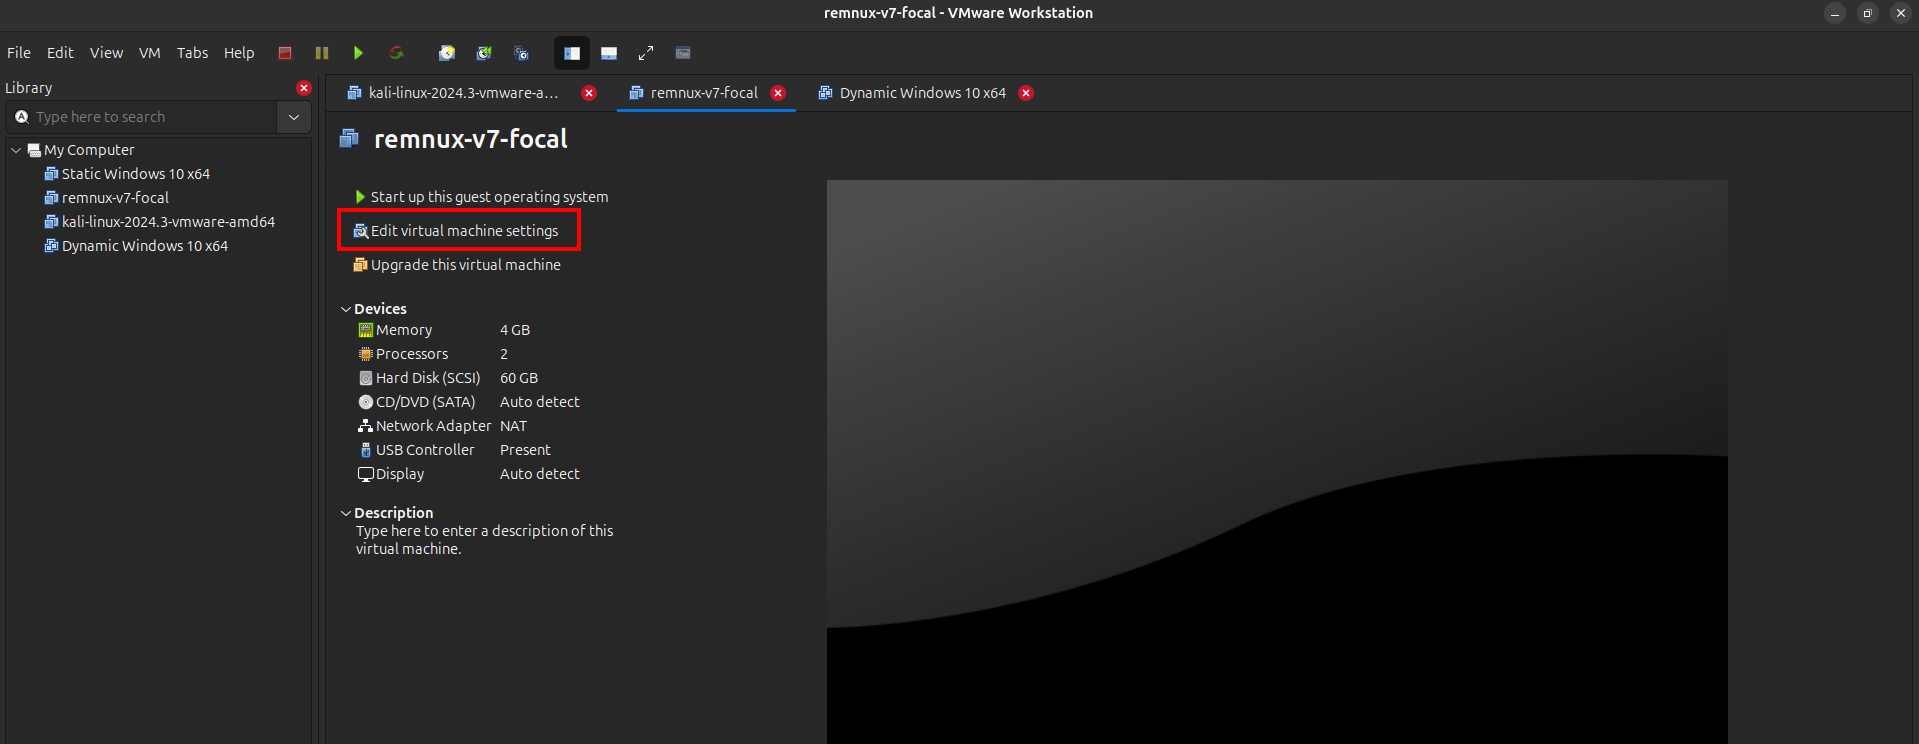 remnux-v7-focal - VMware Workstation
File Edit View VM Tabs Help
Library
Type here to search
My Computer
Static Windows 10 x64
remnux-v7-focal
kali-linux-2024.3-vmware-amd64
Dynamic Windows 10 x64
kali-linux-2024.3-vmware-a...
remnux-v7-focal
Dynamic Windows 10 x64
remnux-v7-focal
Start up this guest operating system
Edit virtual machine settings
Upgrade this virtual machine
Devices
Memory 4 GB
Processors 2
Hard Disk (SCSI) 60 GB
CD/DVD (SATA) Auto detect
Network Adapter NAT
USB Controller Present
Display Auto detect
Description
Type here to enter a description of this
virtual machine.